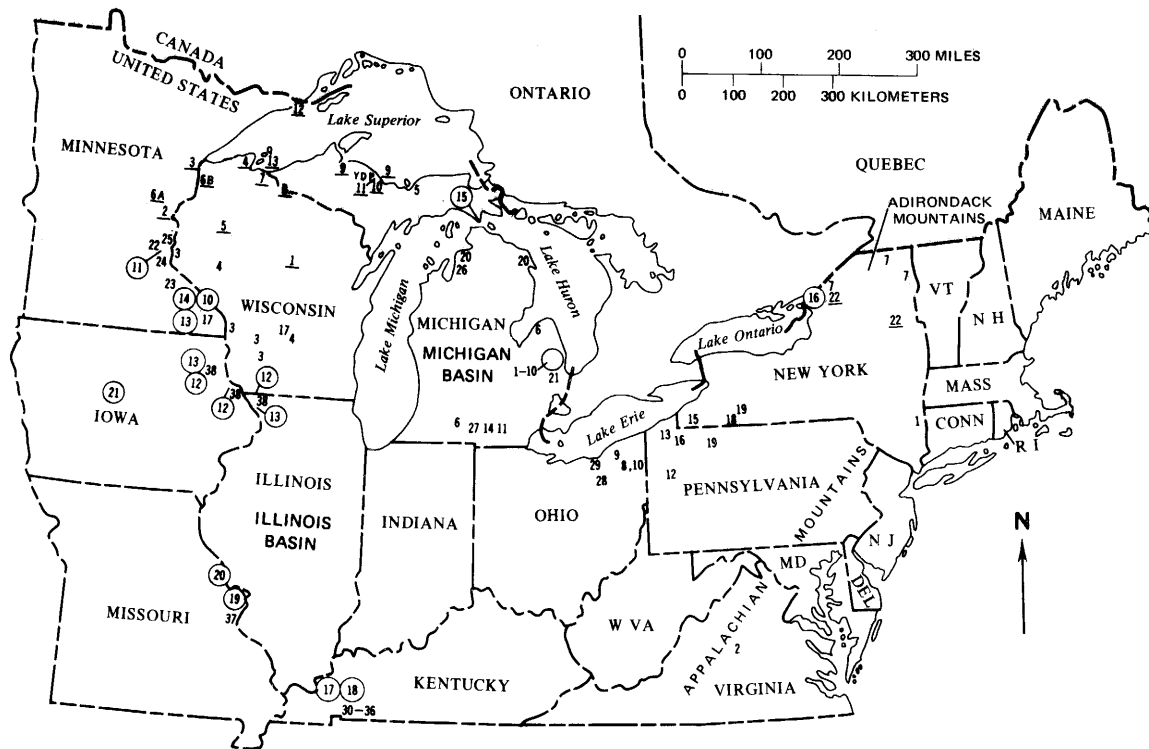 CANADA
UNITED STATES
ONTARIO
0 100 200 300 MILES
0 100 200 300 KILOMETERS
12
Lake Superior
MINNESOTA
QUEBEC
3 4 13 9 9
6B 7 8 11 10 5
15
ADIRONDACK
MOUNTAINS
MAINE
6A
2
5
25
22 3
11 24 4 1
20 20
26
7
7
VT
7
16
22
23
14 10
13 17
WISCONSIN
3 3 17 4
3
Lake Michigan
Lake Huron
MICHIGAN
MICHIGAN
BASIN
6
1–10 21
Lake Ontario
22
N H
NEW YORK
MASS
CONN
R I
1
13 38
12
21
IOWA
12
12 38 38 13
6 27 14 11
Lake Erie
15 18 19
13 16 19
9
29 8,10
28
12
PENNSYLVANIA
ILLINOIS
ILLINOIS
BASIN
INDIANA
OHIO
MOUNTAINS
N J
N
MD
DEL
20
19
37
MISSOURI
W VA
APPALACHIAN
2
VIRGINIA
KENTUCKY
17 18
30–36